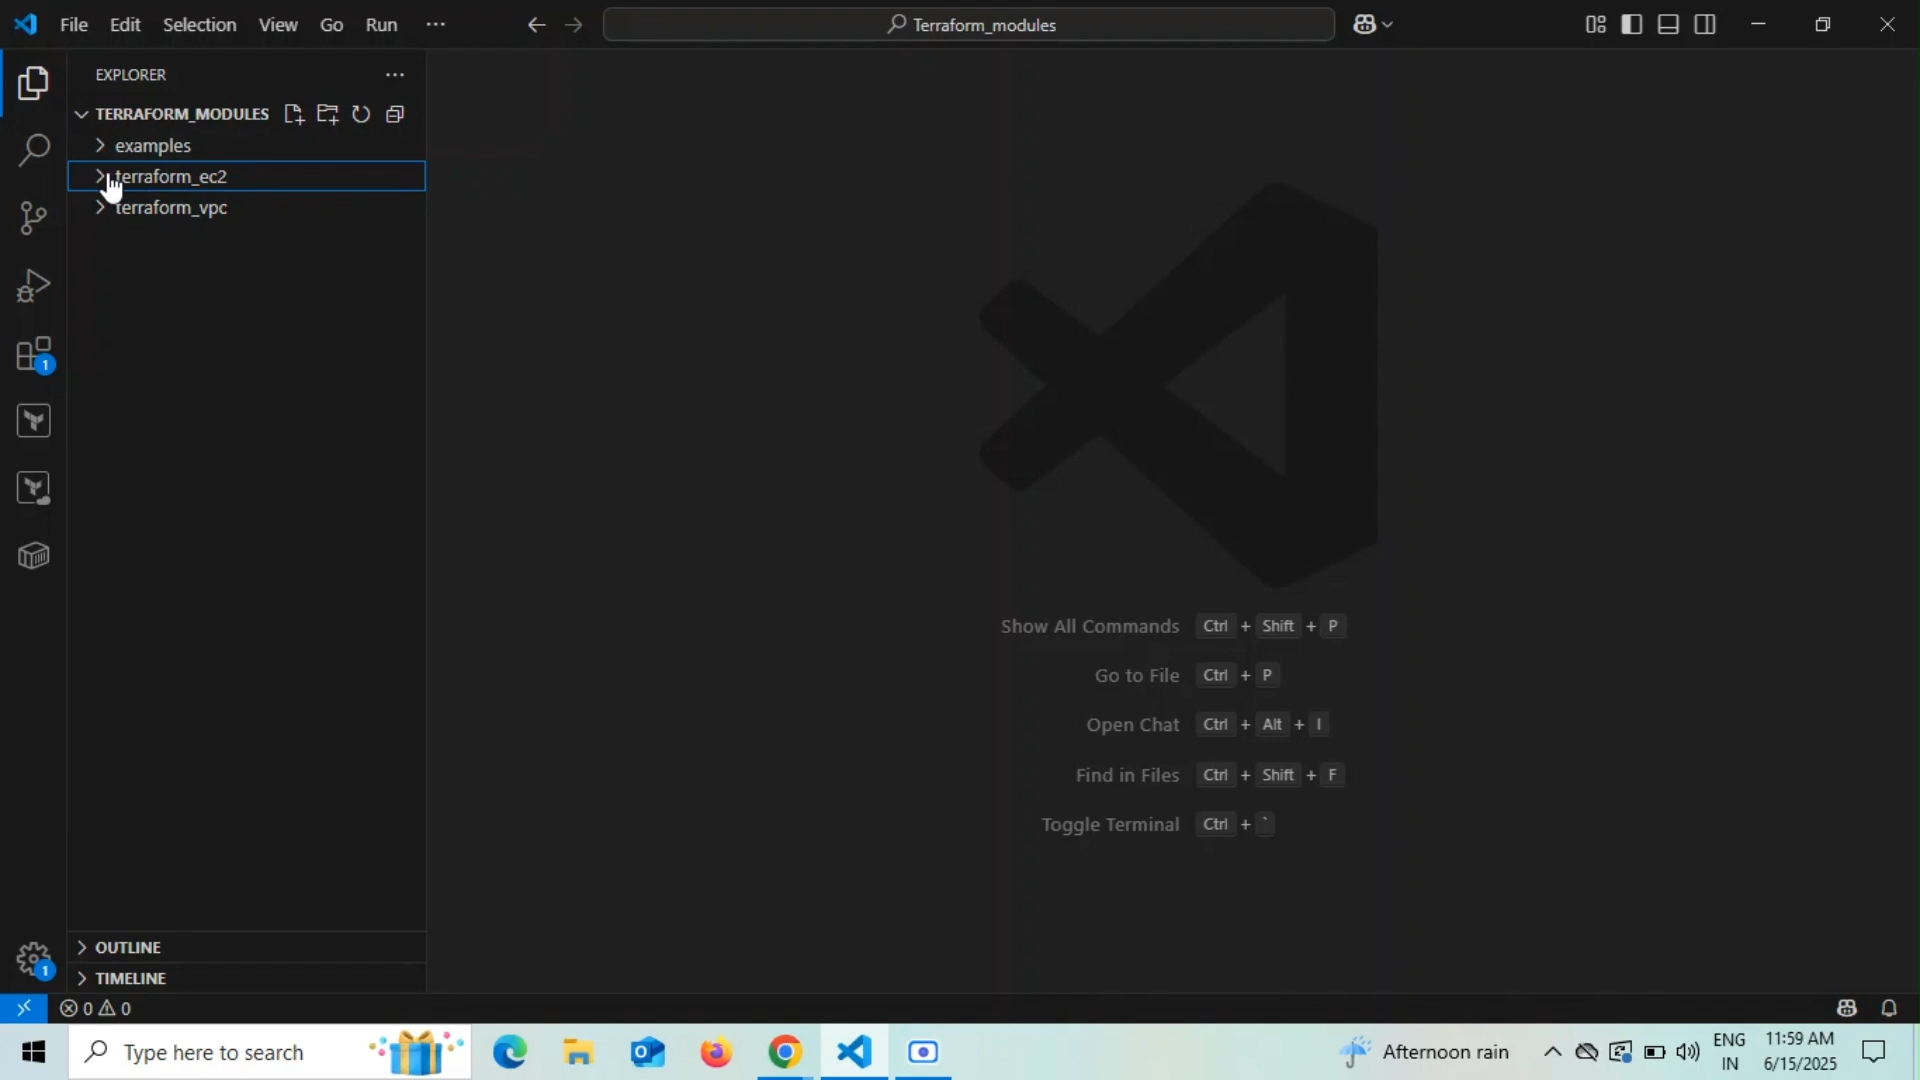 File Edit Selection View Go Run ···
Terraform_modules
EXPLORER
TERRAFORM_MODULES
examples
terraform_ec2
terraform_vpc
1
1
Show All Commands Ctrl + Shift + P
Go to File Ctrl + P
Open Chat Ctrl + Alt + I
Find in Files Ctrl + Shift + F
Toggle Terminal Ctrl + `
OUTLINE
TIMELINE
0 0
Type here to search
Afternoon rain
ENG
IN
11:59 AM
6/15/2025